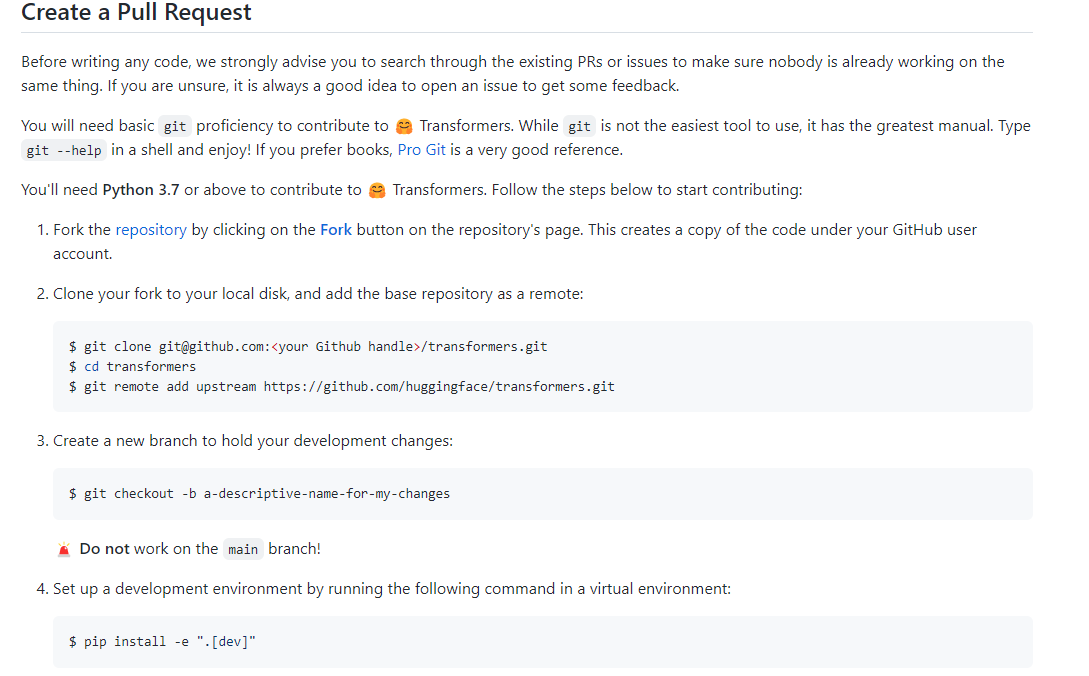 Create a Pull Request
Before writing any code, we strongly advise you to search through the existing PRs or issues to make sure nobody is already working on the
same thing. If you are unsure, it is always a good idea to open an issue to get some feedback.
You will need basic git proficiency to contribute to 🤗 Transformers. While git is not the easiest tool to use, it has the greatest manual. Type
git --help in a shell and enjoy! If you prefer books, Pro Git is a very good reference.
You'll need Python 3.7 or above to contribute to 🤗 Transformers. Follow the steps below to start contributing:
1. Fork the repository by clicking on the Fork button on the repository's page. This creates a copy of the code under your GitHub user
account.
2. Clone your fork to your local disk, and add the base repository as a remote:
$ git clone git@github.com:<your Github handle>/transformers.git
$ cd transformers
$ git remote add upstream https://github.com/huggingface/transformers.git
3. Create a new branch to hold your development changes:
$ git checkout -b a-descriptive-name-for-my-changes
🚨 Do not work on the main branch!
4. Set up a development environment by running the following command in a virtual environment:
$ pip install -e ".[dev]"